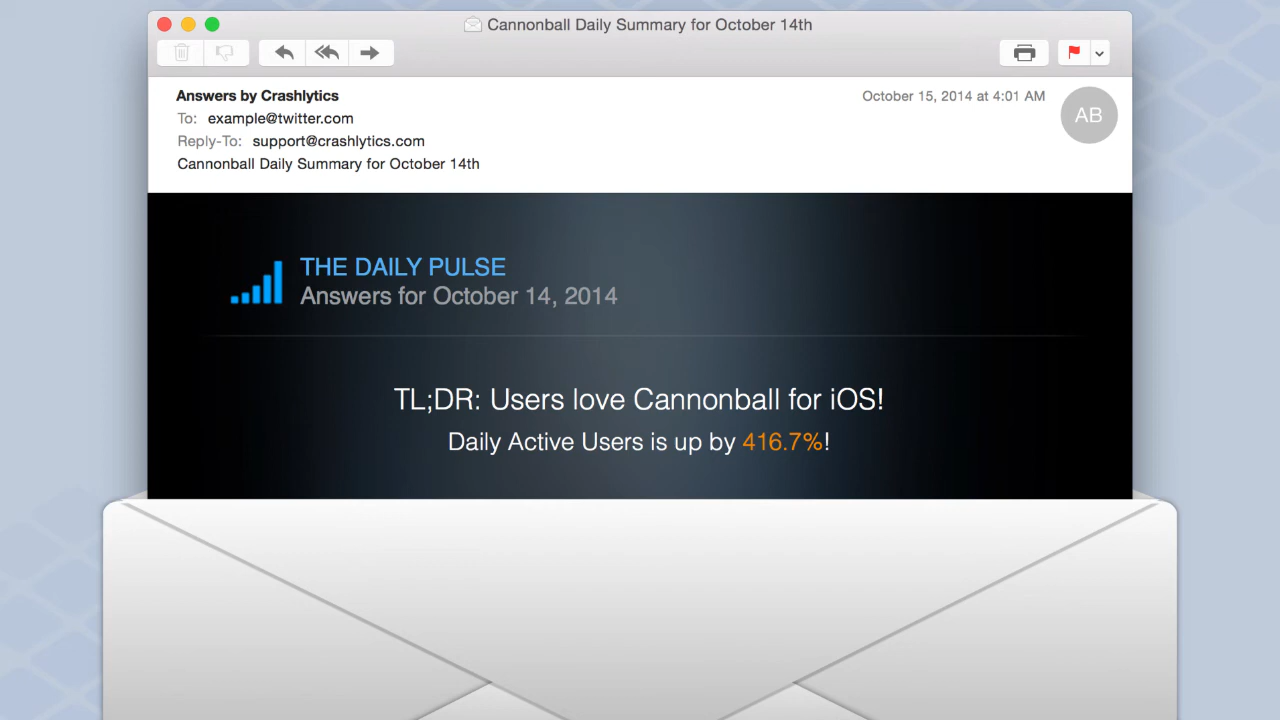 Cannonball Daily Summary for October 14th
Answers by Crashlytics
October 15, 2014 at 4:01 AM
AB
To: example@twitter.com
Reply-To: support@crashlytics.com
Cannonball Daily Summary for October 14th
THE DAILY PULSE
Answers for October 14, 2014
TL;DR: Users love Cannonball for iOS!
Daily Active Users is up by 416.7%!